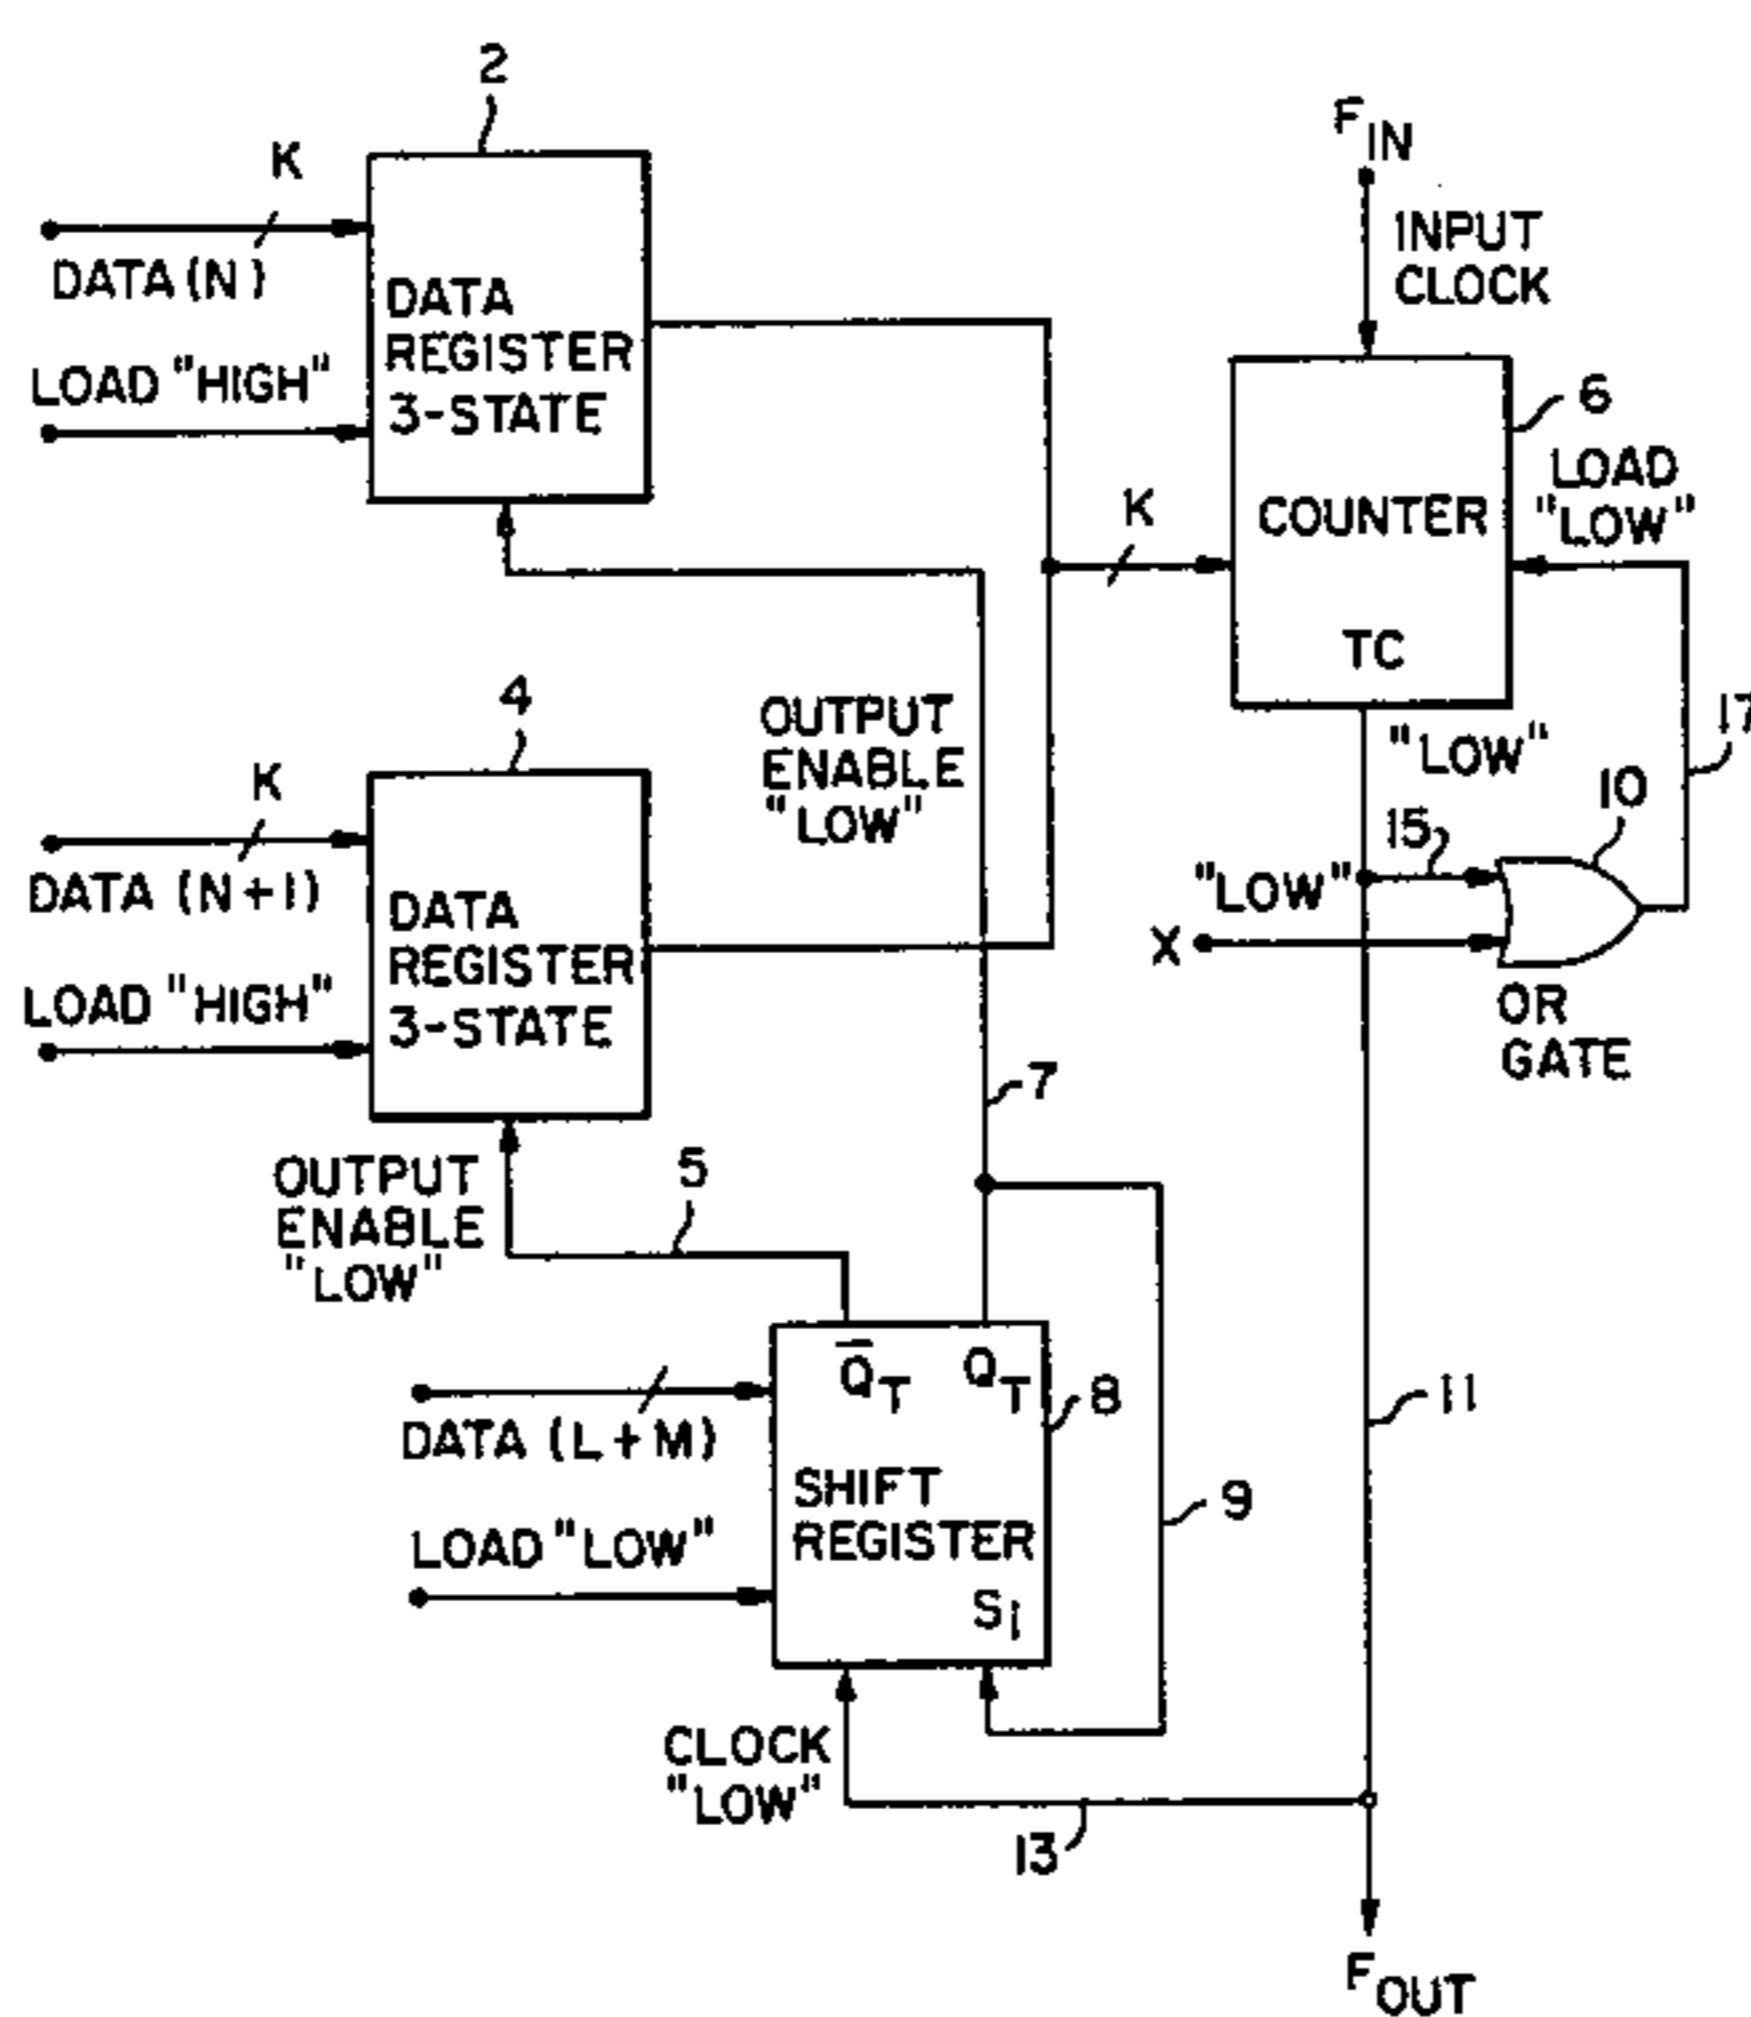 2
K
DATA (N)
LOAD "HIGH"
DATA
REGISTER
3-STATE
F IN
INPUT
CLOCK
6
LOAD
"LOW"
K
COUNTER
TC
"LOW"
17
10
15
"LOW"
X
OR
GATE
4
K
DATA (N+1)
LOAD "HIGH"
DATA
REGISTER
3-STATE
OUTPUT
ENABLE
"LOW"
7
OUTPUT
ENABLE
"LOW"
5
Q̅T
QT
8
DATA (L+M)
SHIFT
REGISTER
LOAD "LOW"
SI
9
11
CLOCK
"LOW"
13
F OUT